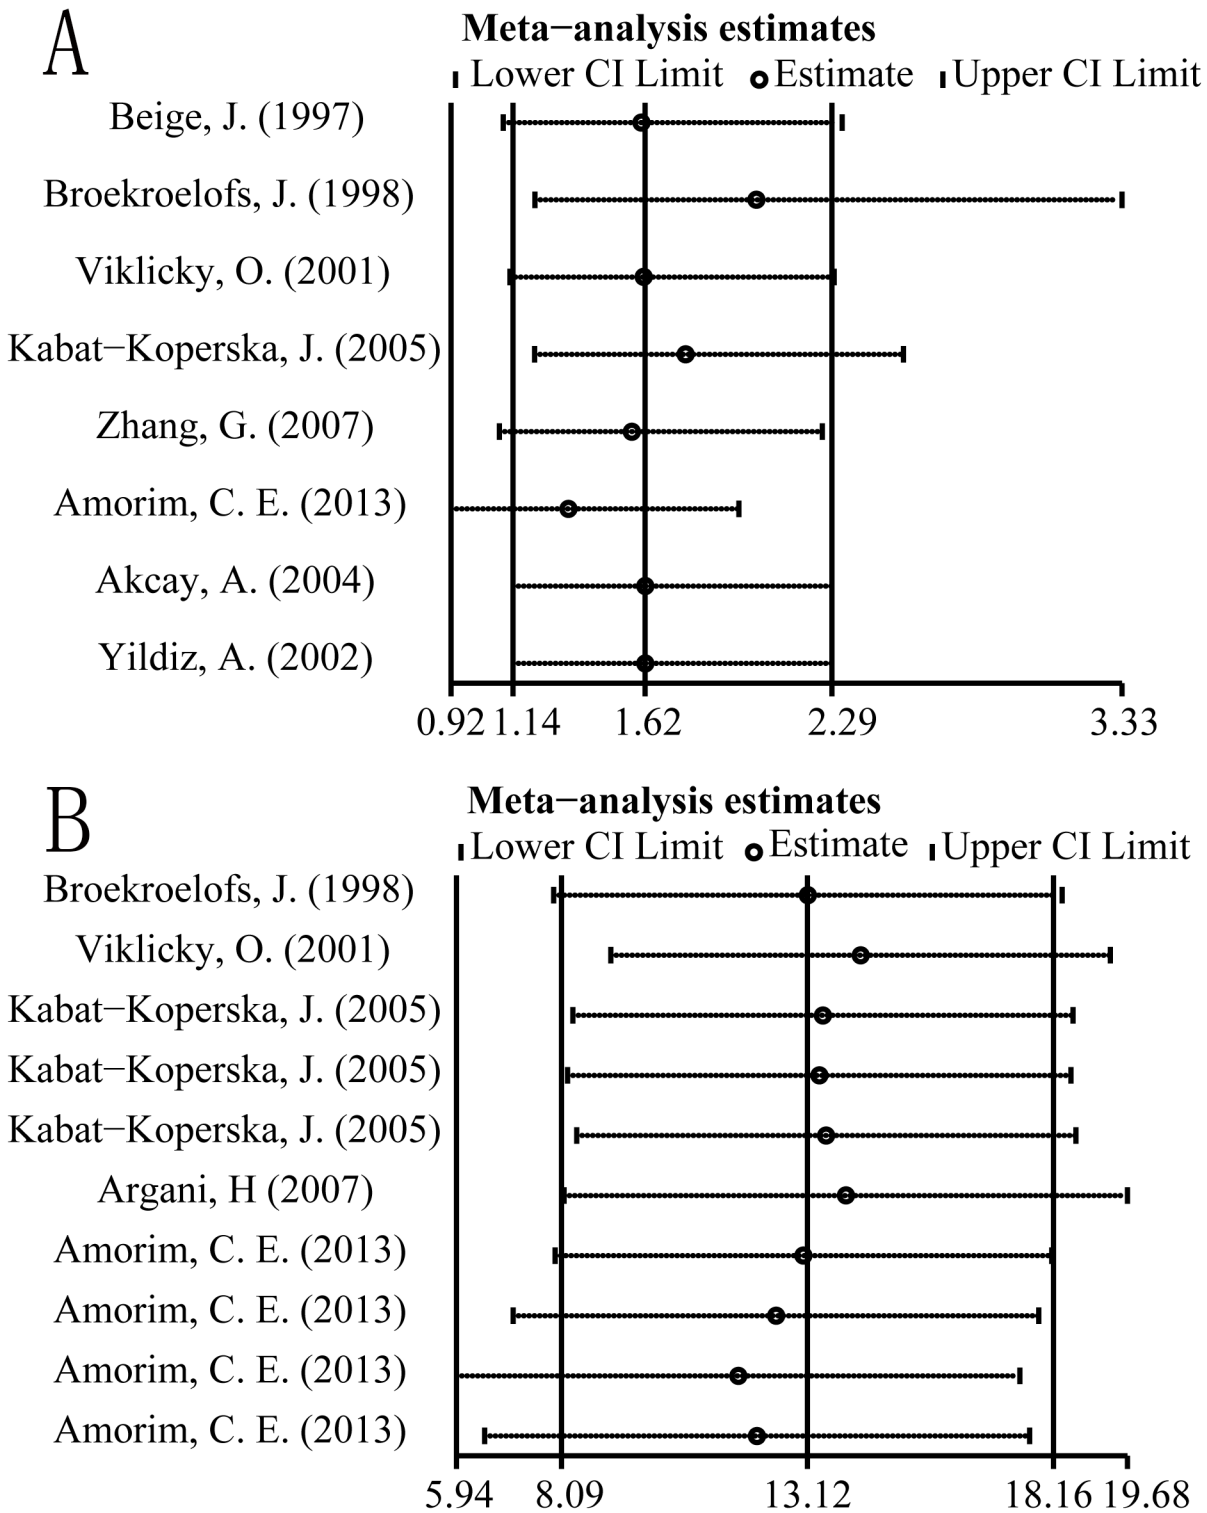 A
Meta−analysis estimates
Lower CI Limit Estimate Upper CI Limit
Beige, J. (1997)
Broekroelofs, J. (1998)
Viklicky, O. (2001)
Kabat−Koperska, J. (2005)
Zhang, G. (2007)
Amorim, C. E. (2013)
Akcay, A. (2004)
Yildiz, A. (2002)
0.92 1.14 1.62 2.29 3.33
B
Meta−analysis estimates
Lower CI Limit Estimate Upper CI Limit
Broekroelofs, J. (1998)
Viklicky, O. (2001)
Kabat−Koperska, J. (2005)
Kabat−Koperska, J. (2005)
Kabat−Koperska, J. (2005)
Argani, H (2007)
Amorim, C. E. (2013)
Amorim, C. E. (2013)
Amorim, C. E. (2013)
Amorim, C. E. (2013)
5.94 8.09 13.12 18.16 19.68